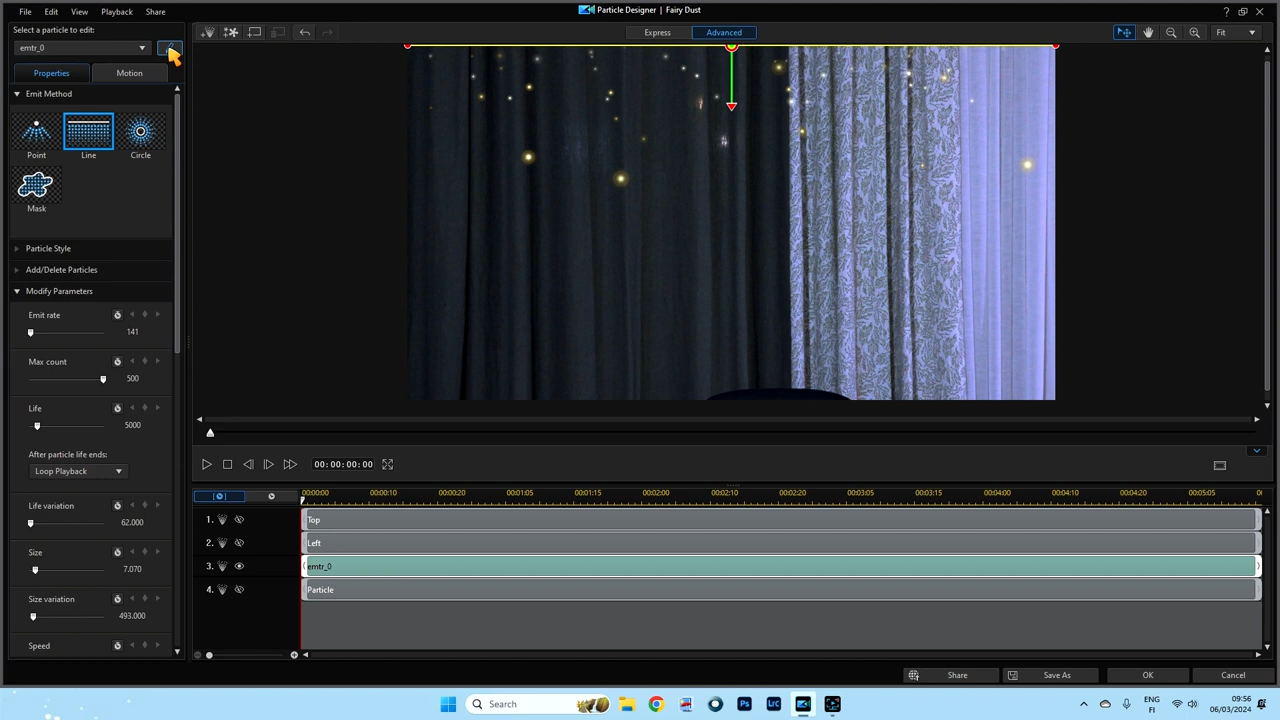 File Edit View Playback Share
Particle Designer | Fairy Dust
Select a particle to edit:
emtr_0
Express Advanced
Fit
Properties Motion
Emit Method
Point Line Circle
Mask
Particle Style
Add/Delete Particles
Modify Parameters
Emit rate
141
Max count
500
Life
5000
After particle life ends:
Loop Playback
Life variation
62.000
Size
7.070
Size variation
493.000
Speed
00:00:00:00
00:00:00 00:00:10 00:00:20 00:01:05 00:01:15 00:02:00 00:02:10 00:02:20 00:03:05 00:03:15 00:04:00 00:04:10 00:04:20 00:05:05
1. Top
2. Left
3. emtr_0
4. Particle
Share Save As OK Cancel
Search
Ps
Lrc
ENG
FI
09:56
06/03/2024